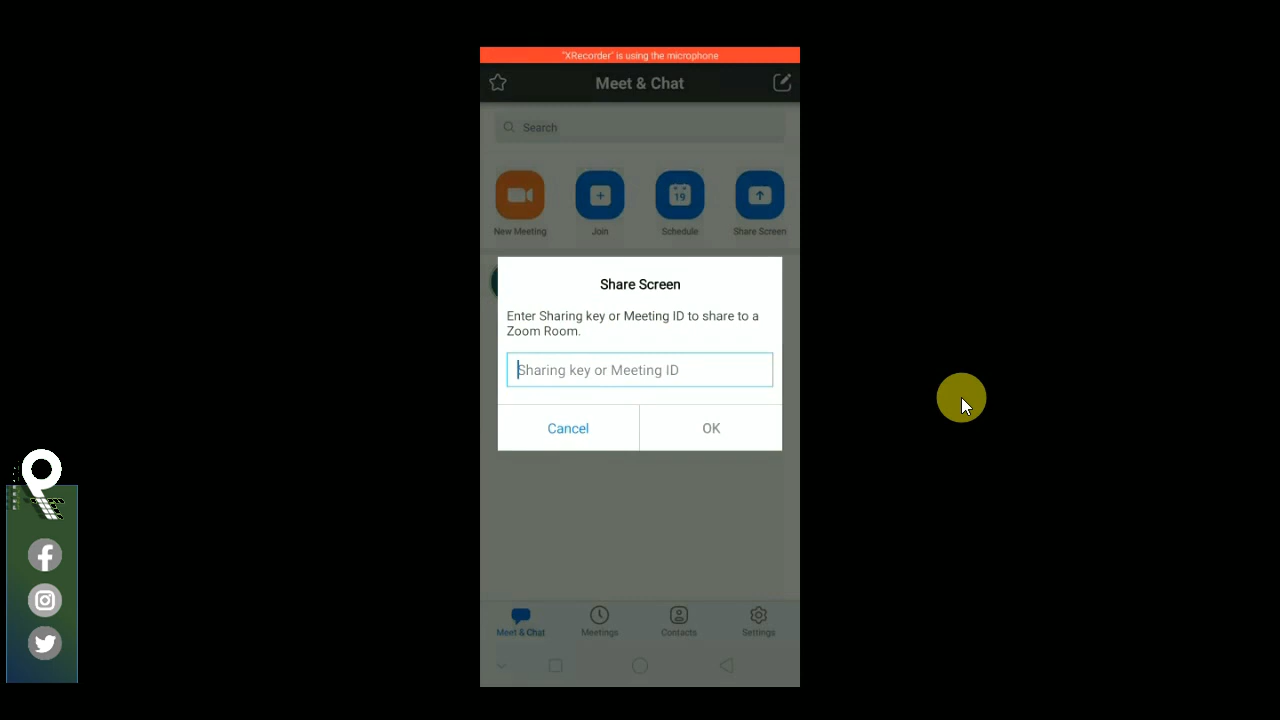 "XRecorder" is using the microphone
Meet & Chat
Search
19
New Meeting
Join
Schedule
Share Screen
Share Screen
Enter Sharing key or Meeting ID to share to a
Zoom Room.
Sharing key or Meeting ID
Cancel
OK
Meet & Chat
Meetings
Contacts
Settings